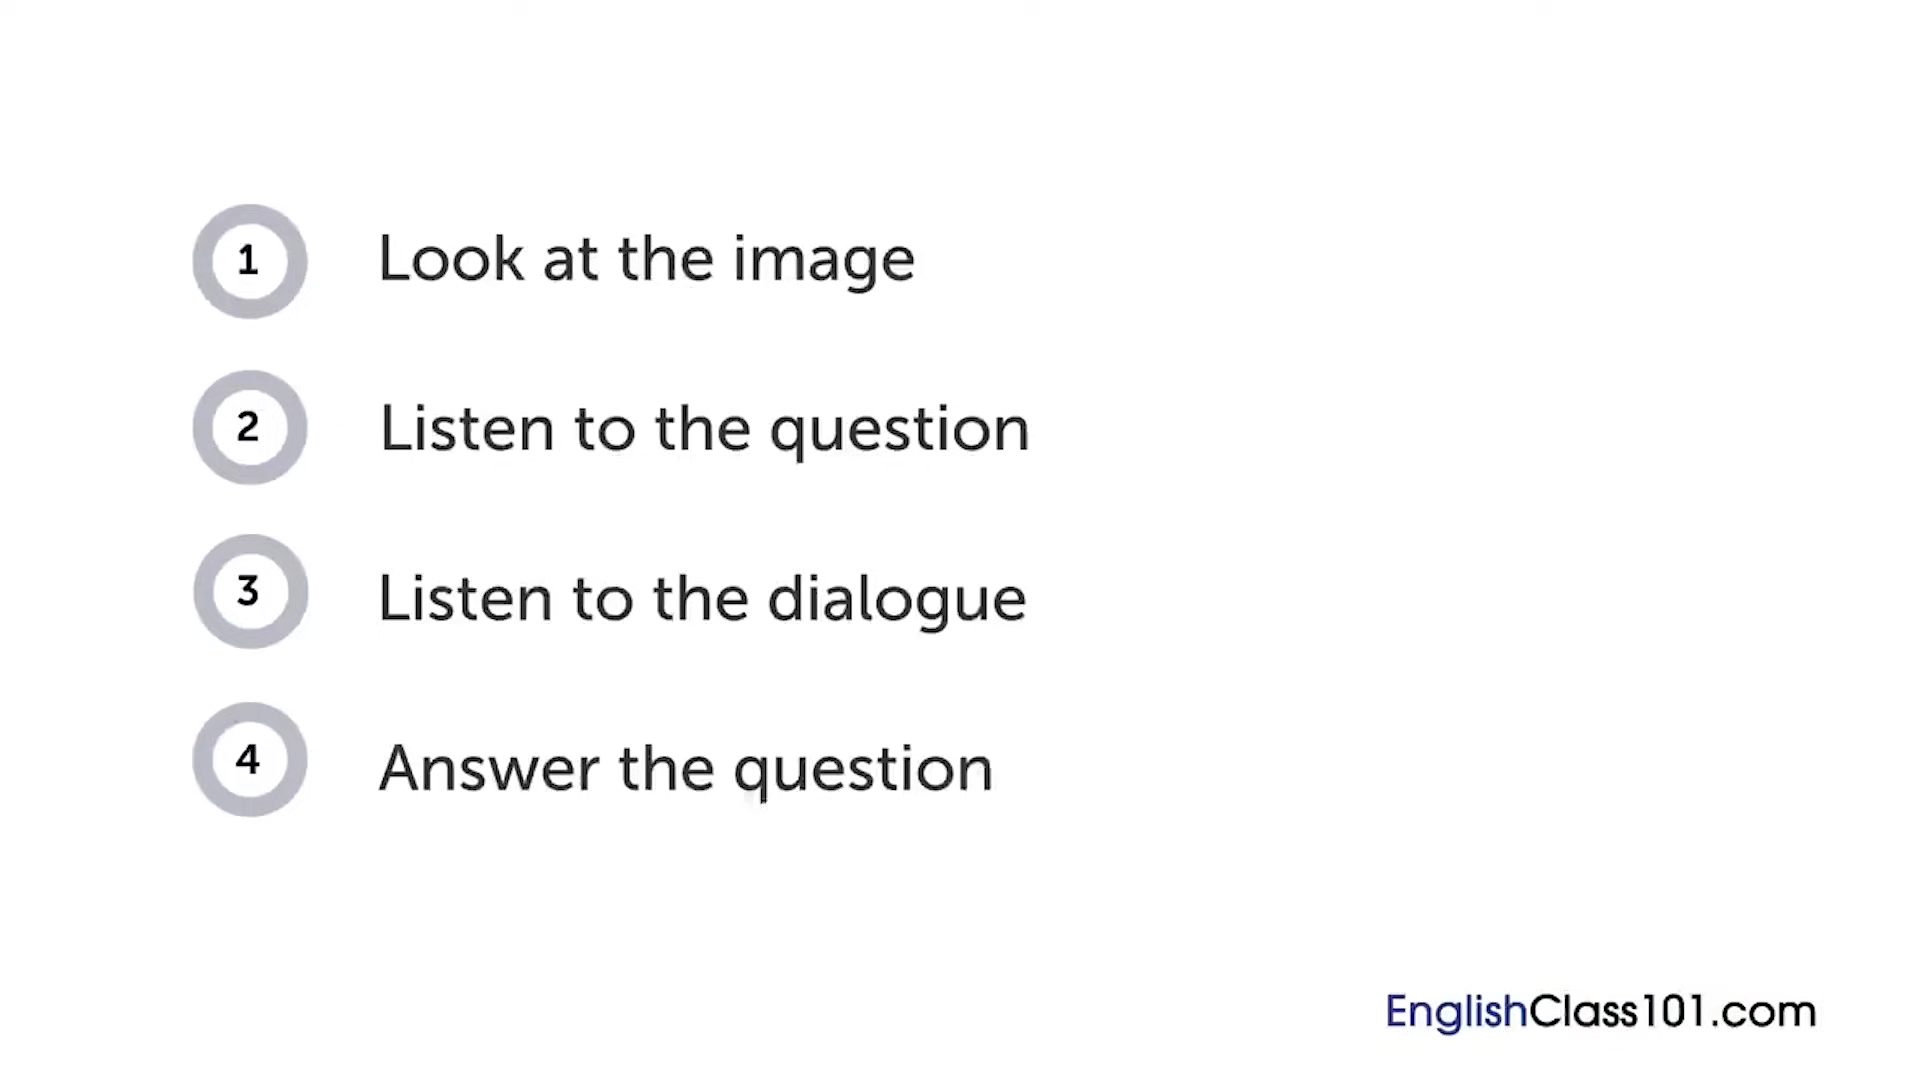 1 Look at the image
2 Listen to the question
3 Listen to the dialogue
4 Answer the question
EnglishClass101.com